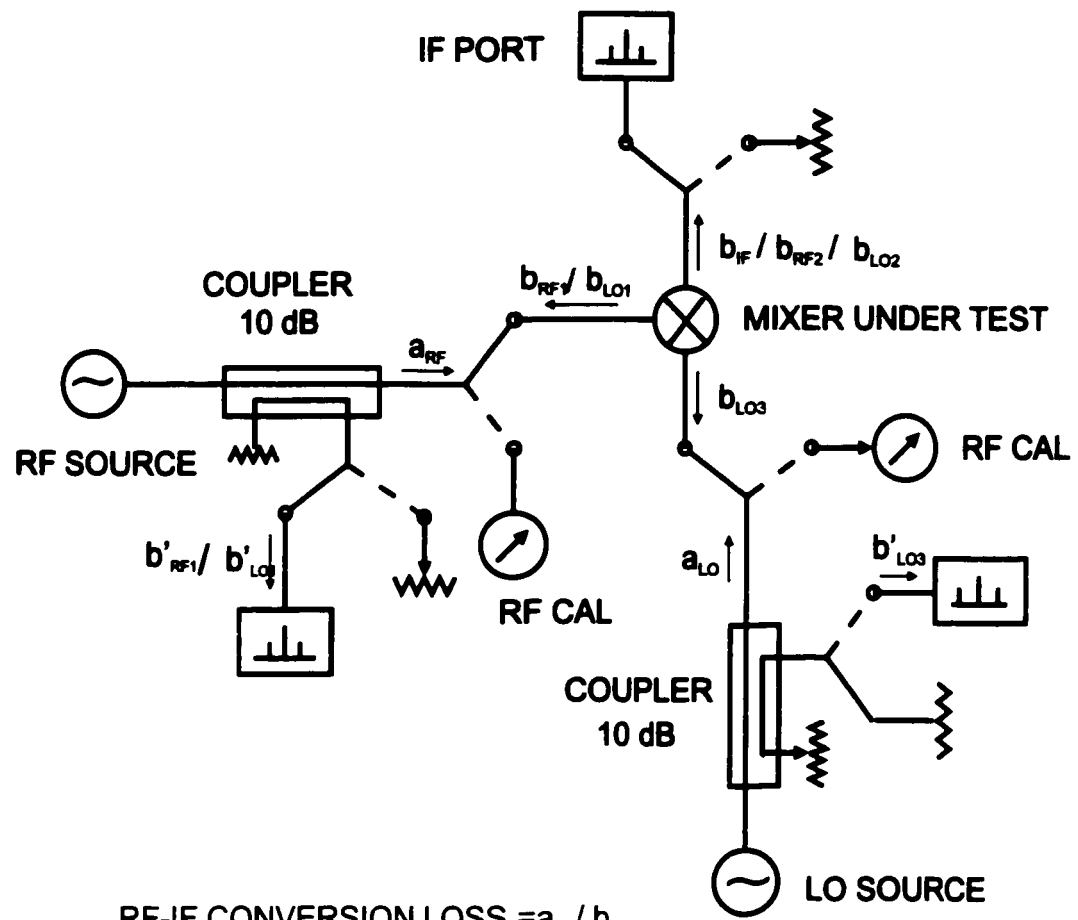 IF PORT
b_IF / b_RF2 / b_LO2
COUPLER
10 dB
b_RF1 / b_LO1
MIXER UNDER TEST
a_RF
b_LO3
RF SOURCE
RF CAL
b'_RF1 /
a_LO
b'_LO3
RF CAL
COUPLER
10 dB
LO SOURCE
RF-IF CONVERSION LOSS =a / b